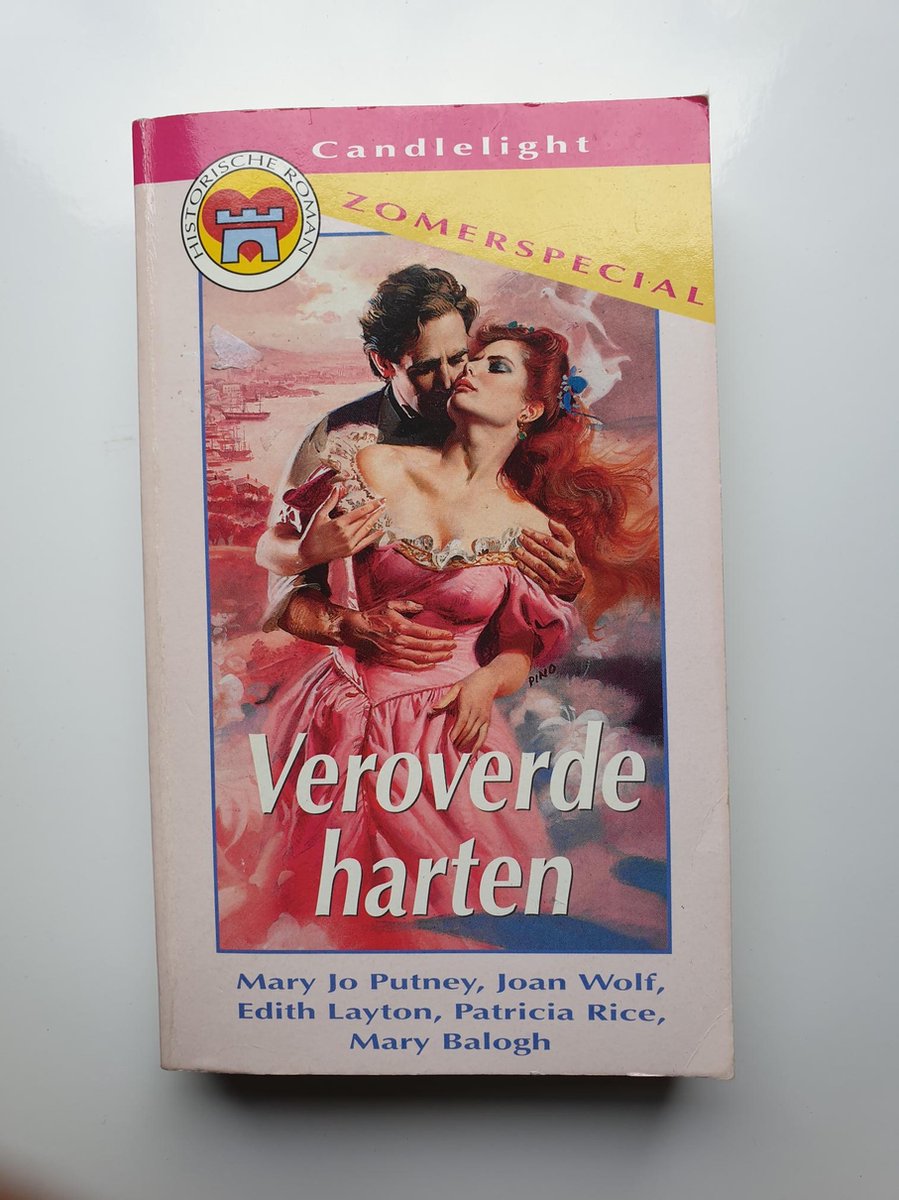 Candlelight
HISTORISCHE ROMAN
ZOMERSPECIAL
PINO
Veroverde
harten
Mary Jo Putney, Joan Wolf,
Edith Layton, Patricia Rice,
Mary Balogh